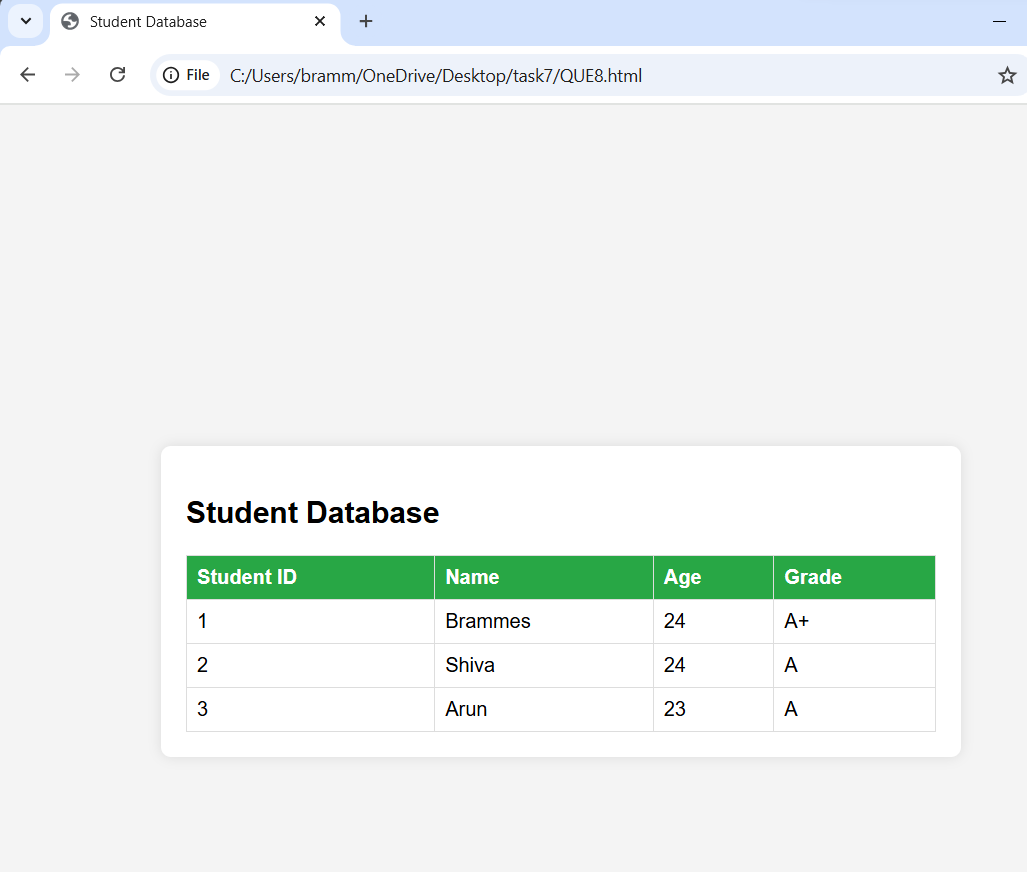 Student Database
File C:/Users/bramm/OneDrive/Desktop/task7/QUE8.html
Student Database
Student ID Name Age Grade
1 Brammes 24 A+
2 Shiva 24 A
3 Arun 23 A